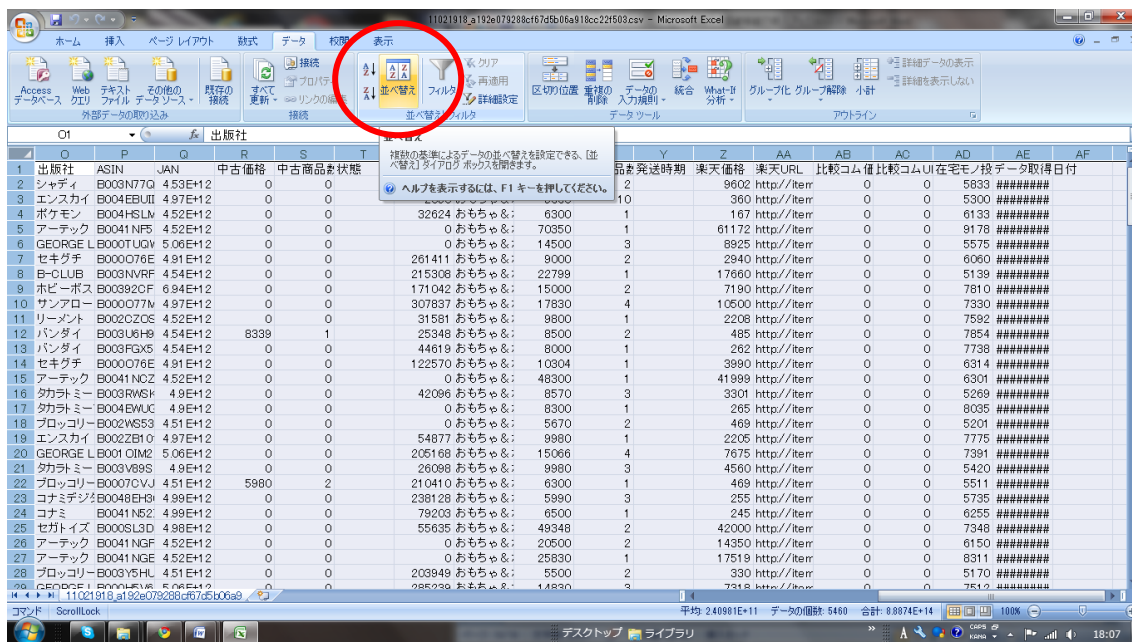 11021918_a192e079288cf67d5b06a918cc22f503.csv - Microsoft Excel
ホーム 挿入 ページ レイアウト 数式 データ 校閲 表示
Access データベース Web クエリ テキスト ファイル その他の データ ソース 既存の 接続 すべて 更新 接続 プロパティ リンクの編集 並べ替え フィルタ クリア 再適用 詳細設定 区切り位置 重複の 削除 データの 入力規則 統合 What-If 分析 グループ化 グループ解除 小計 詳細データの表示 詳細を表示しない
外部データの取り込み 接続 並べ替えとフィルタ データ ツール アウトライン
O1 fx 出版社
並べ替え
複数の基準によるデータの並べ替えを設定できる、[並べ替え] ダイアログ ボックスを開きます。
ヘルプを表示するには、F1 キーを押してください。
O P Q R S T Y Z AA AB AC AD AE AF
1 出版社 ASIN JAN 中古価格 中古商品数 状態 発送時期 楽天価格 楽天URL 比較コム価 比較コムUI 在宅モノ投 データ取得日付
2 シャディ B003N77Q 4.53E+12 0 0 2 9602 http://item 0 0 5833 ########
3 エンスカイ B004EBUI 4.97E+12 0 0 10 360 http://item 0 0 5300 ########
4 ポケモン B004HSLM 4.52E+12 0 0 32624 おもちゃ&ホ 6300 1 167 http://item 0 0 6133 ########
5 アーテック B0041NF5 4.52E+12 0 0 0 おもちゃ&ホ 70350 1 61172 http://item 0 0 9178 ########
6 GEORGE L B000TUQW 5.06E+12 0 0 0 おもちゃ&ホ 14500 3 8925 http://item 0 0 5575 ########
7 セキグチ B000O76E 4.91E+12 0 0 261411 おもちゃ&ホ 9000 2 2940 http://item 0 0 6060 ########
8 B-CLUB B003NVRF 4.54E+12 0 0 215308 おもちゃ&ホ 22799 1 17660 http://item 0 0 5139 ########
9 ホビーボス B00392CF 6.94E+12 0 0 171042 おもちゃ&ホ 15000 2 7190 http://item 0 0 7810 ########
10 サンアロー B000O77M 4.97E+12 0 0 307837 おもちゃ&ホ 17830 4 10500 http://item 0 0 7330 ########
11 リーメント B002CZOS 4.52E+12 0 0 31581 おもちゃ&ホ 9800 1 2208 http://item 0 0 7592 ########
12 バンダイ B003U6H9 4.54E+12 8339 1 25348 おもちゃ&ホ 8500 2 485 http://item 0 0 7854 ########
13 バンダイ B003FGX5 4.54E+12 0 0 44619 おもちゃ&ホ 8000 1 262 http://item 0 0 7738 ########
14 セキグチ B000O76E 4.91E+12 0 0 122570 おもちゃ&ホ 10304 1 3990 http://item 0 0 6314 ########
15 アーテック B0041NCZ 4.52E+12 0 0 0 おもちゃ&ホ 48300 1 41999 http://item 0 0 6301 ########
16 タカラトミー B003RWSK 4.9E+12 0 0 42096 おもちゃ&ホ 8570 3 3301 http://item 0 0 5269 ########
17 タカラトミー B004EWUC 4.9E+12 0 0 0 おもちゃ&ホ 8300 1 265 http://item 0 0 8035 ########
18 ブロッコリー B002WS53 4.51E+12 0 0 0 おもちゃ&ホ 5670 2 469 http://item 0 0 5201 ########
19 エンスカイ B002ZB10 4.97E+12 0 0 54877 おもちゃ&ホ 9980 1 2205 http://item 0 0 7775 ########
20 GEORGE L B001OIM2 5.06E+12 0 0 205168 おもちゃ&ホ 15066 4 7675 http://item 0 0 7391 ########
21 タカラトミー B003V89S 4.9E+12 0 0 26098 おもちゃ&ホ 9980 3 4560 http://item 0 0 5420 ########
22 ブロッコリー B0007CVJ 4.51E+12 5980 2 210410 おもちゃ&ホ 6300 1 469 http://item 0 0 5511 ########
23 コナミデジタ B0048EH3 4.99E+12 0 0 238128 おもちゃ&ホ 5990 3 255 http://item 0 0 5735 ########
24 コナミ B0041N52 4.99E+12 0 0 79203 おもちゃ&ホ 6500 1 245 http://item 0 0 6255 ########
25 セガトイズ B000SL3D 4.98E+12 0 0 55635 おもちゃ&ホ 49348 2 42000 http://item 0 0 7348 ########
26 アーテック B0041NGF 4.52E+12 0 0 0 おもちゃ&ホ 20500 2 14350 http://item 0 0 6150 ########
27 アーテック B0041NGE 4.52E+12 0 0 0 おもちゃ&ホ 25830 1 17519 http://item 0 0 8311 ########
28 ブロッコリー B003Y5HL 4.51E+12 0 0 203949 おもちゃ&ホ 5500 2 330 http://item 0 0 5170 ########
11021918_a192e079288cf67d5b06a9
コマンド ScrollLock 平均: 2.40981E+11 データの個数: 5460 合計: 8.8874E+14 100%
デスクトップ ライブラリ A CAPS KANA 18:07